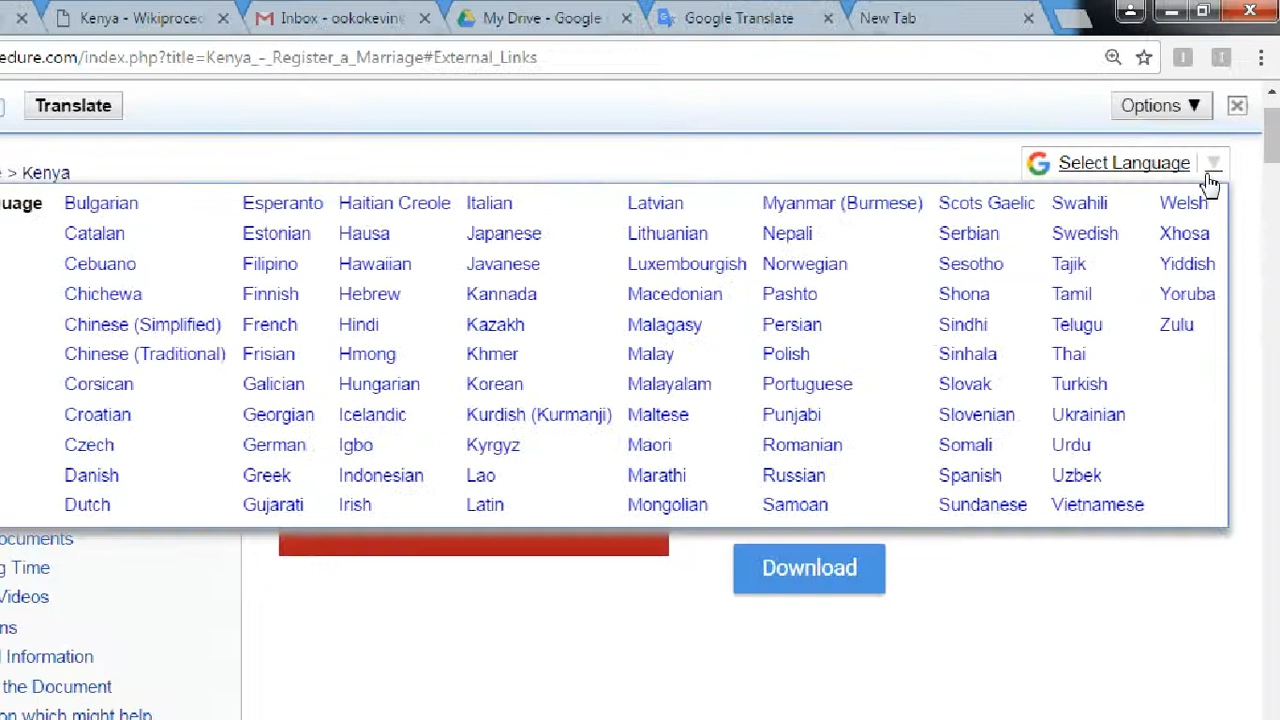 Kenya - Wikiproced
Inbox - ookokevin
My Drive - Google
Google Translate
New Tab
edure.com/index.php?title=Kenya_-_Register_a_Marriage#External_Links
Translate
Options ▼
> Kenya
Select Language
uage Bulgarian Esperanto Haitian Creole Italian Latvian Myanmar (Burmese) Scots Gaelic Swahili Welsh
Catalan Estonian Hausa Japanese Lithuanian Nepali Serbian Swedish Xhosa
Cebuano Filipino Hawaiian Javanese Luxembourgish Norwegian Sesotho Tajik Yiddish
Chichewa Finnish Hebrew Kannada Macedonian Pashto Shona Tamil Yoruba
Chinese (Simplified) French Hindi Kazakh Malagasy Persian Sindhi Telugu Zulu
Chinese (Traditional) Frisian Hmong Khmer Malay Polish Sinhala Thai
Corsican Galician Hungarian Korean Malayalam Portuguese Slovak Turkish
Croatian Georgian Icelandic Kurdish (Kurmanji) Maltese Punjabi Slovenian Ukrainian
Czech German Igbo Kyrgyz Maori Romanian Somali Urdu
Danish Greek Indonesian Lao Marathi Russian Spanish Uzbek
Dutch Gujarati Irish Latin Mongolian Samoan Sundanese Vietnamese
ocuments
g Time
Videos
ns
l Information
the Document
on which might help
Download